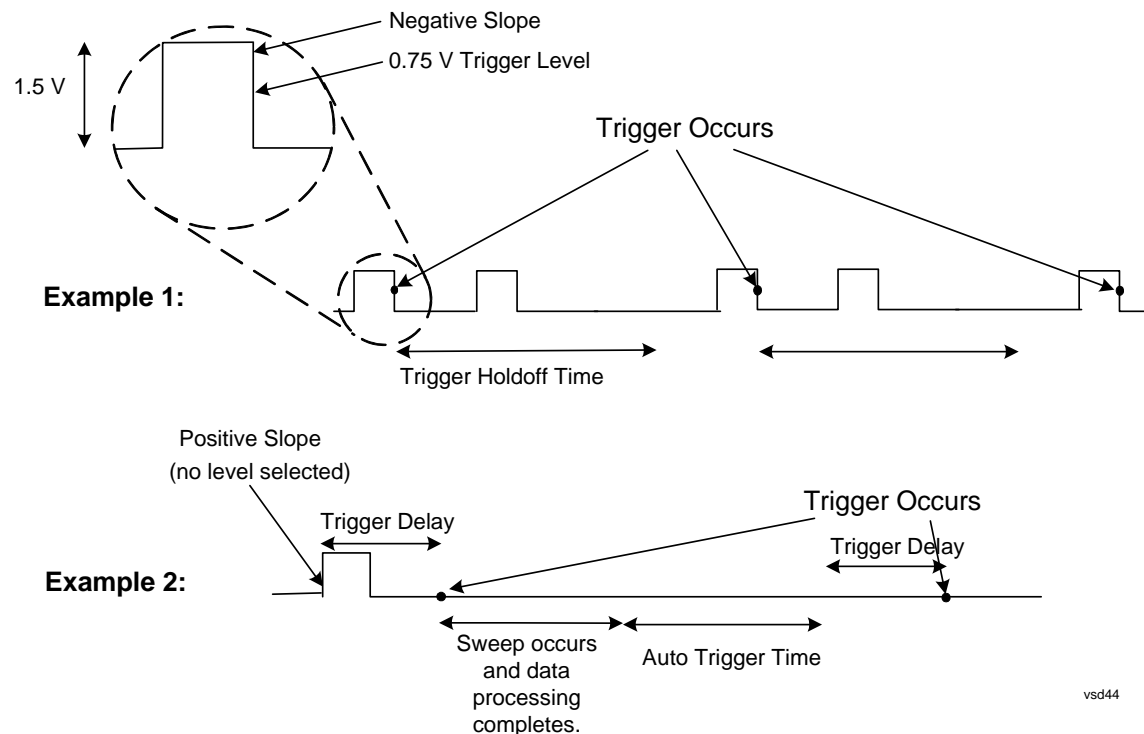 Negative Slope
0.75 V Trigger Level
1.5 V
Trigger Occurs
Example 1:
Trigger Holdoff Time
Positive Slope
(no level selected)
Trigger Delay
Trigger Occurs
Trigger Delay
Example 2:
Sweep occurs
and data
processing
completes.
Auto Trigger Time
vsd44